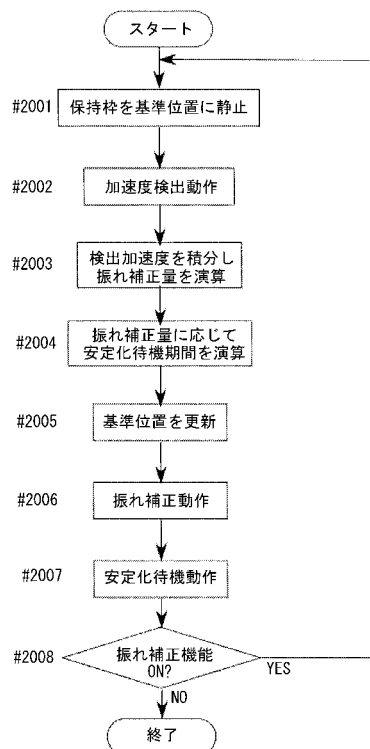 スタート
#2001
保持枠を基準位置に静止
#2002
加速度検出動作
#2003
検出加速度を積分し
振れ補正量を演算
#2004
振れ補正量に応じて
安定化待機期間を演算
#2005
基準位置を更新
#2006
振れ補正動作
#2007
安定化待機動作
#2008
振れ補正機能
ON?
YES
NO
終了